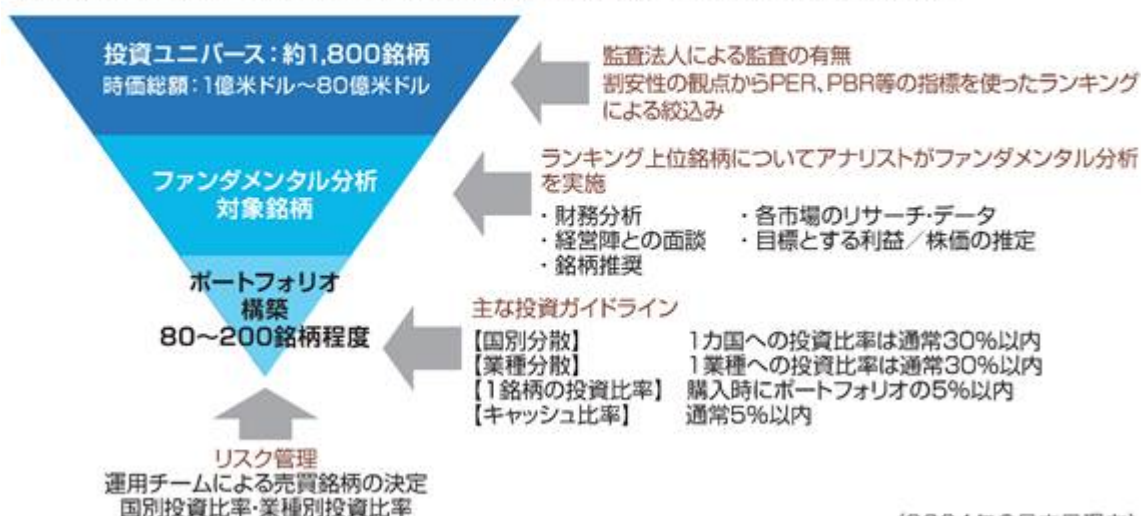 投資ユニバース：約1,800銘柄
時価総額：1億米ドル～80億米ドル
監査法人による監査の有無
割安性の観点からPER、PBR等の指標を使ったランキング
による絞込み
ファンダメンタル分析
対象銘柄
ランキング上位銘柄についてアナリストがファンダメンタル分析
を実施
・財務分析　・各市場のリサーチ・データ
・経営陣との面談　・目標とする利益／株価の推定
・銘柄推奨
ポートフォリオ
構築
80～200銘柄程度
主な投資ガイドライン
【国別分散】　1カ国への投資比率は通常30%以内
【業種分散】　1業種への投資比率は通常30%以内
【1銘柄の投資比率】　購入時にポートフォリオの5%以内
【キャッシュ比率】　通常5%以内
リスク管理
運用チームによる売買銘柄の決定
国別投資比率・業種別投資比率